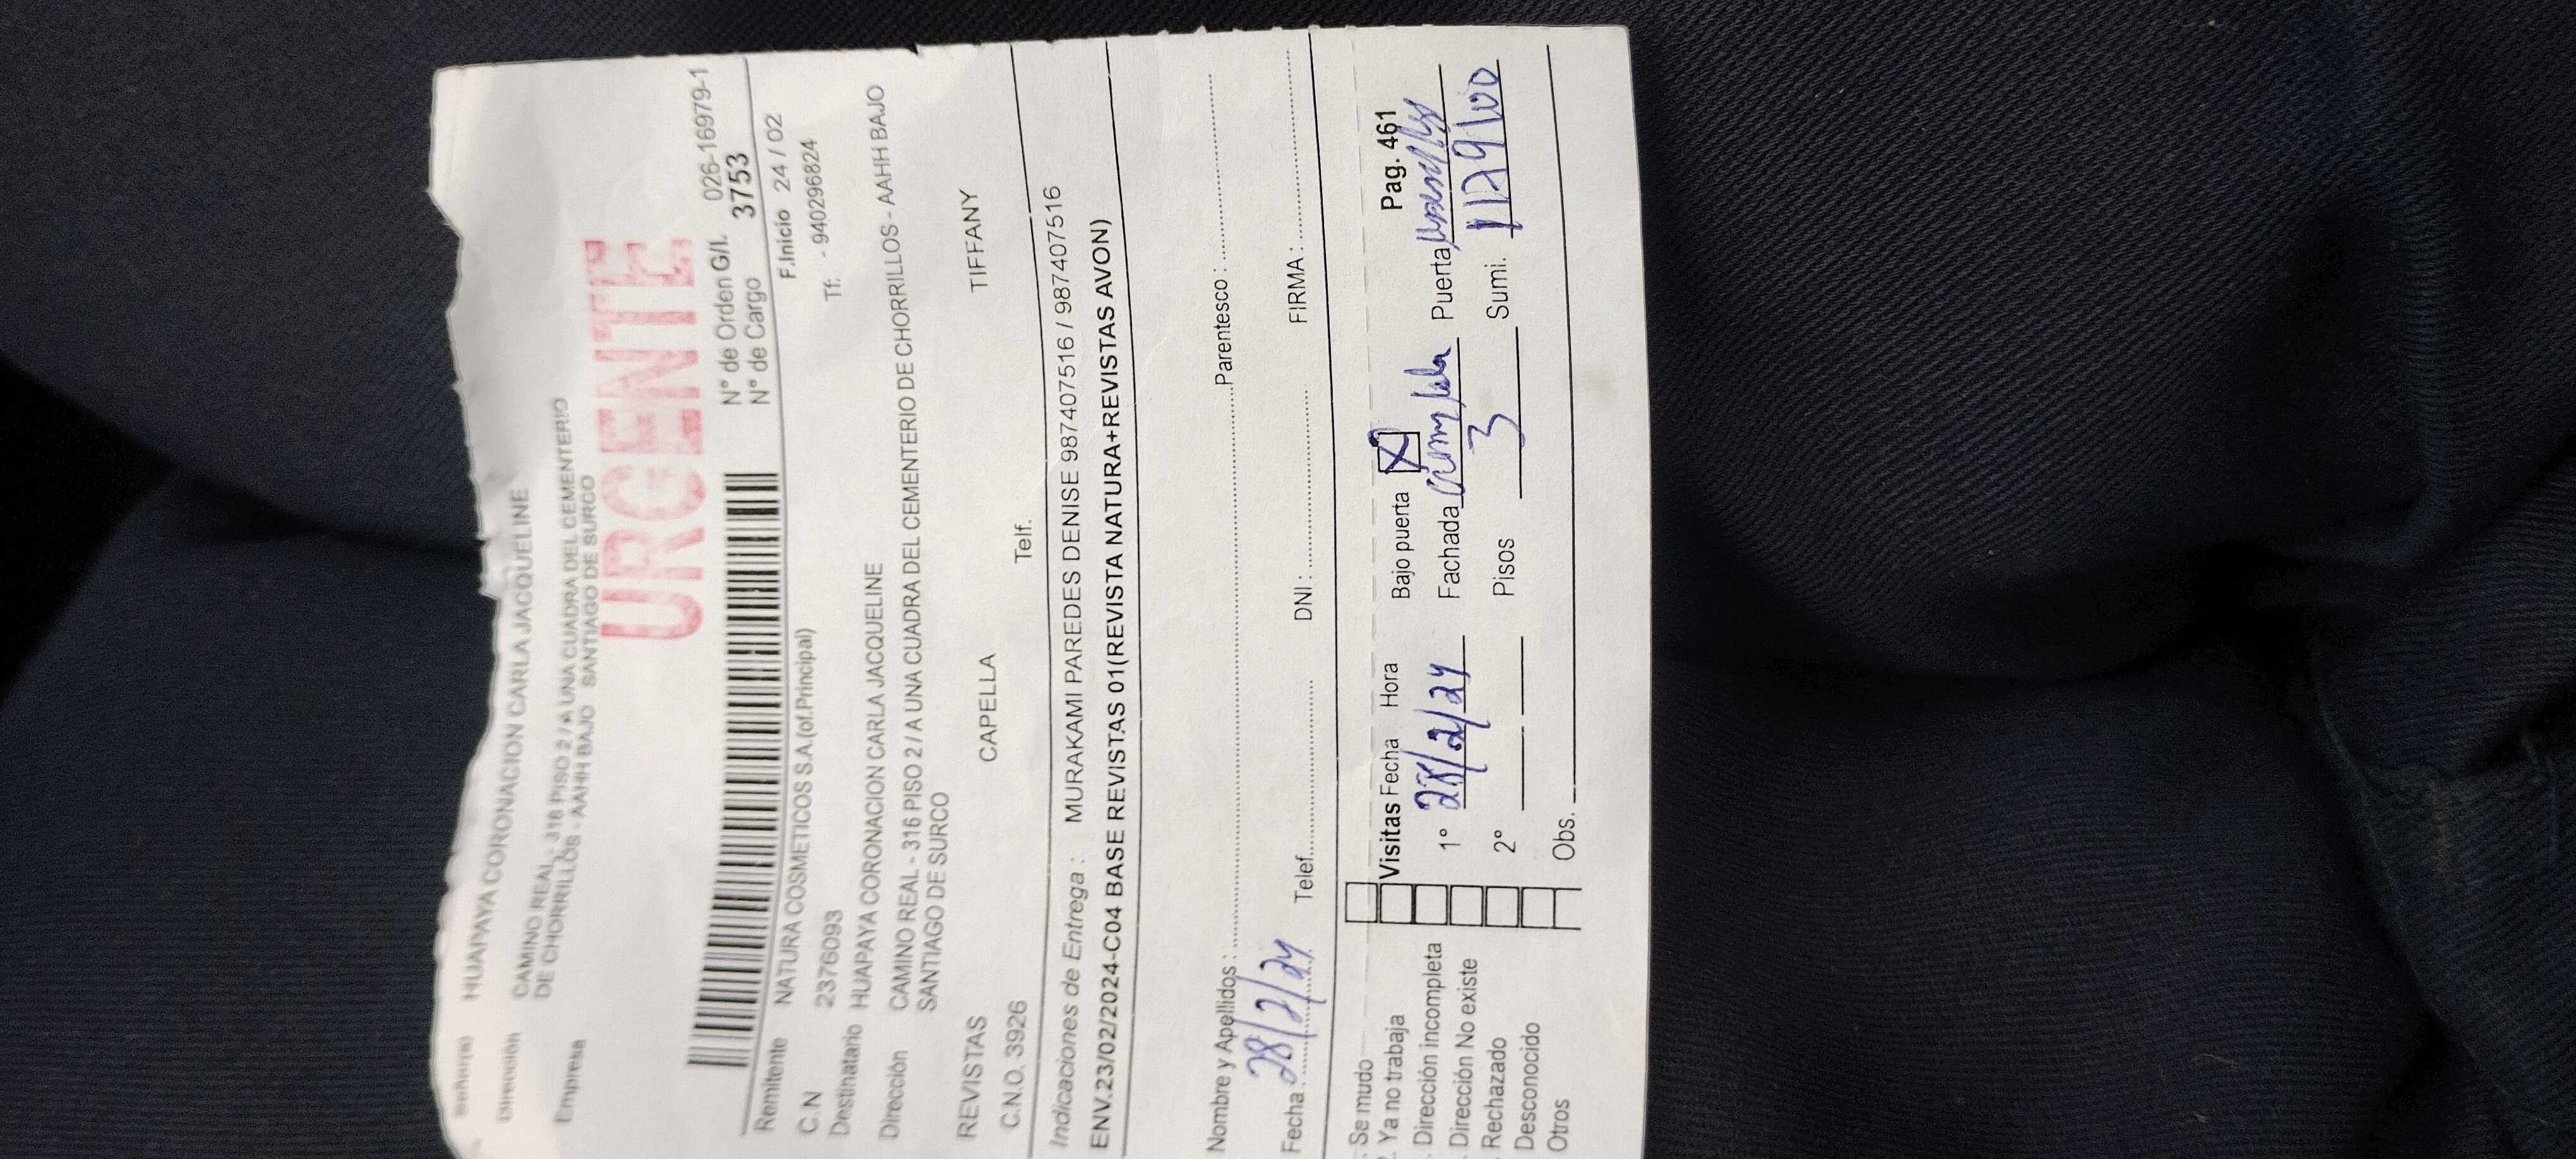 Señor(a) HUAPAYA CORONACION CARLA JACQUELINE
Dirección CAMINO REAL - 316 PISO 2 / A UNA CUADRA DEL CEMENTERIO
DE CHORRILLOS - AAHH BAJO SANTIAGO DE SURCO
Empresa
URGENTE
N° de Orden G/I. 026-16979-1
N° de Cargo 3753
Remitente NATURA COSMETICOS S.A.(of.Principal) F.Inicio 24 / 02
C.N 2376093 Tf: - 940296824
Destinatario HUAPAYA CORONACION CARLA JACQUELINE
Dirección CAMINO REAL - 316 PISO 2 / A UNA CUADRA DEL CEMENTERIO DE CHORRILLOS - AAHH BAJO
SANTIAGO DE SURCO
REVISTAS CAPELLA TIFFANY
C.N.O. 3926 Telf.
Indicaciones de Entrega : MURAKAMI PAREDES DENISE 987407516 / 987407516
ENV.23/02/2024-C04 BASE REVISTAS 01(REVISTA NATURA+REVISTAS AVON)
Nombre y Apellidos : Parentesco :
Fecha : 28/2/24 Telef. DNI : FIRMA :
Se mudo
Ya no trabaja Visitas Fecha Hora Bajo puerta X Pag. 461
Dirección incompleta 1° 28/2/24 Fachada Puerta
Dirección No existe
Rechazado 2° Pisos 3 Sumi.
Desconocido
Otros Obs.